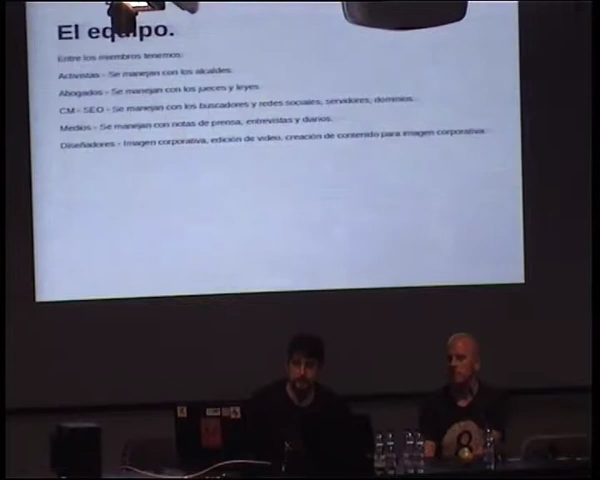 El equipo.
Entre los miembros tenemos:
Activistas - Se manejan con los alcaldes.
Abogados - Se manejan con los jueces y leyes.
CM - SEO - Se manejan con los buscadores y redes sociales, servidores, dominios...
Medios - Se manejan con notas de prensa, entrevistas y diarios.
Diseñadores - Imagen corporativa, edición de video, creación de contenido para imagen corporativa.
8